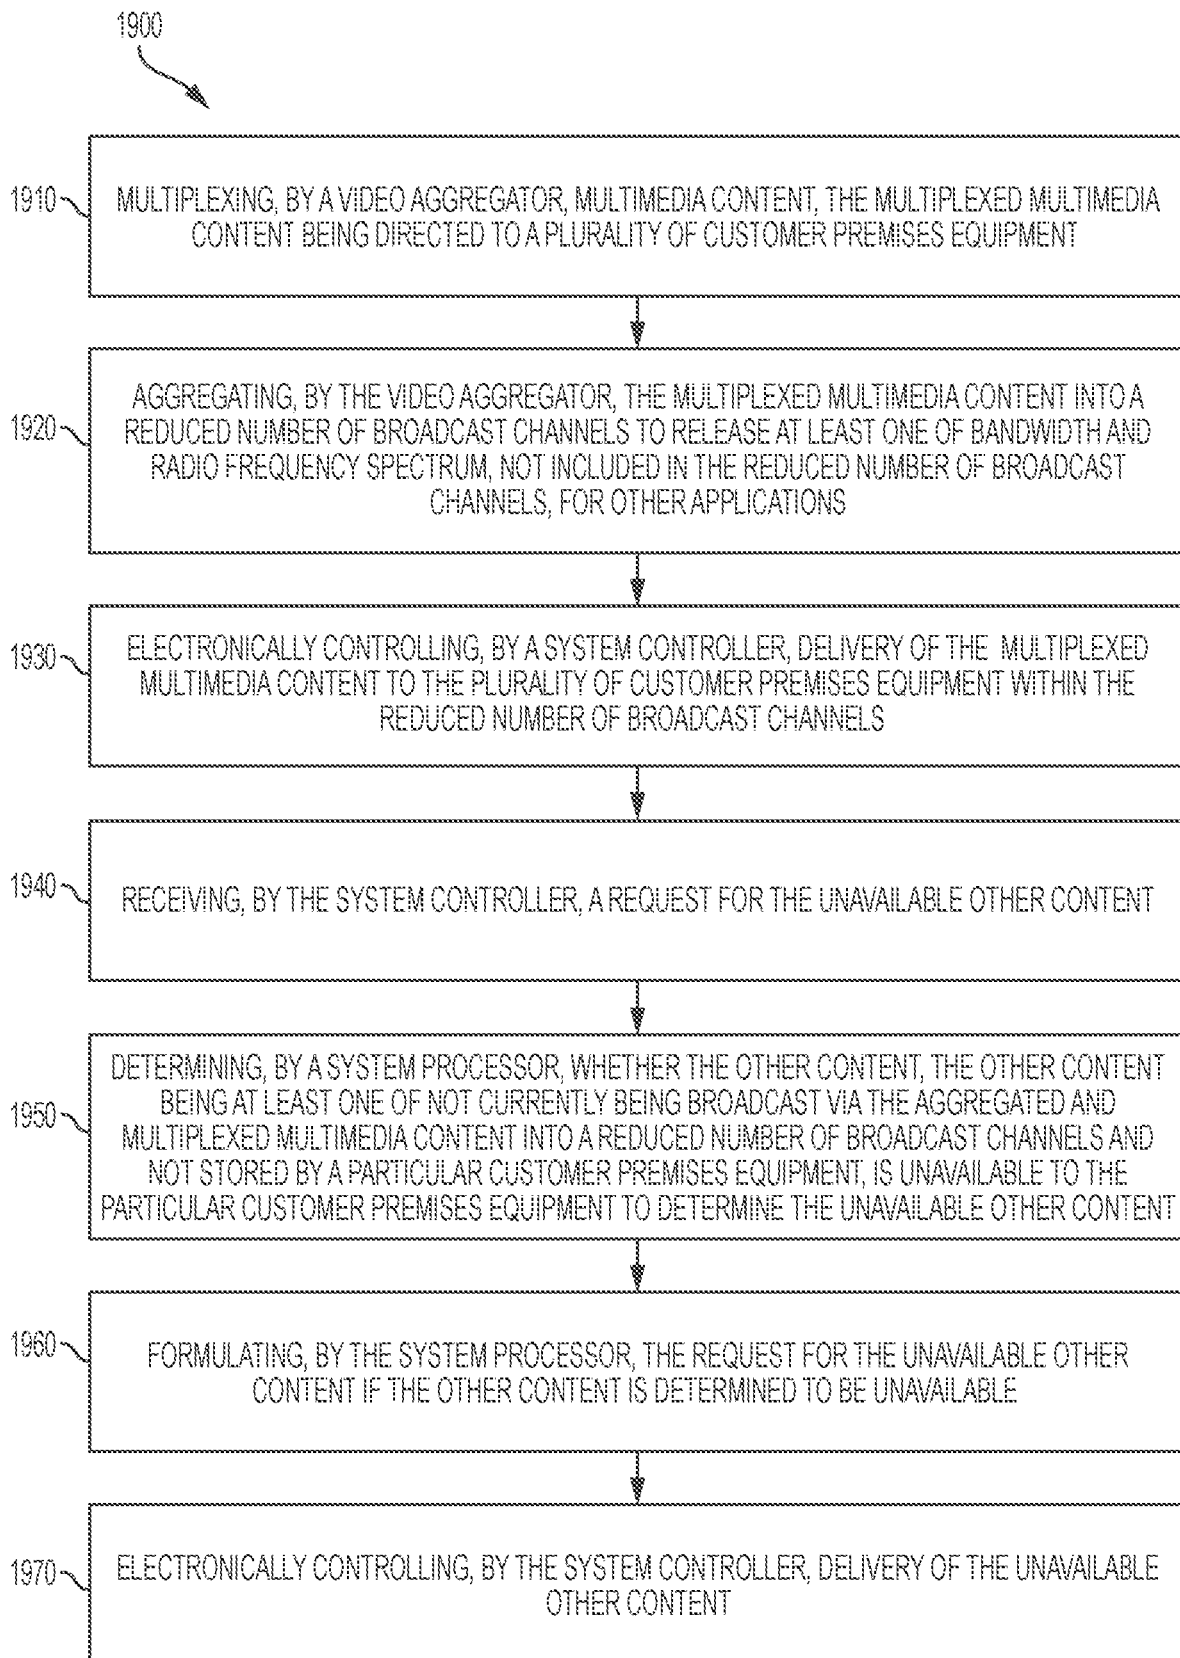 1900
1910
MULTIPLEXING, BY A VIDEO AGGREGATOR, MULTIMEDIA CONTENT, THE MULTIPLEXED MULTIMEDIA
CONTENT BEING DIRECTED TO A PLURALITY OF CUSTOMER PREMISES EQUIPMENT
1920
AGGREGATING, BY THE VIDEO AGGREGATOR, THE MULTIPLEXED MULTIMEDIA CONTENT INTO A
REDUCED NUMBER OF BROADCAST CHANNELS TO RELEASE AT LEAST ONE OF BANDWIDTH AND
RADIO FREQUENCY SPECTRUM, NOT INCLUDED IN THE REDUCED NUMBER OF BROADCAST
CHANNELS, FOR OTHER APPLICATIONS
1930
ELECTRONICALLY CONTROLLING, BY A SYSTEM CONTROLLER, DELIVERY OF THE MULTIPLEXED
MULTIMEDIA CONTENT TO THE PLURALITY OF CUSTOMER PREMISES EQUIPMENT WITHIN THE
REDUCED NUMBER OF BROADCAST CHANNELS
1940
RECEIVING, BY THE SYSTEM CONTROLLER, A REQUEST FOR THE UNAVAILABLE OTHER CONTENT
1950
DETERMINING, BY A SYSTEM PROCESSOR, WHETHER THE OTHER CONTENT, THE OTHER CONTENT
BEING AT LEAST ONE OF NOT CURRENTLY BEING BROADCAST VIA THE AGGREGATED AND
MULTIPLEXED MULTIMEDIA CONTENT INTO A REDUCED NUMBER OF BROADCAST CHANNELS AND
NOT STORED BY A PARTICULAR CUSTOMER PREMISES EQUIPMENT, IS UNAVAILABLE TO THE
PARTICULAR CUSTOMER PREMISES EQUIPMENT TO DETERMINE THE UNAVAILABLE OTHER CONTENT
1960
FORMULATING, BY THE SYSTEM PROCESSOR, THE REQUEST FOR THE UNAVAILABLE OTHER
CONTENT IF THE OTHER CONTENT IS DETERMINED TO BE UNAVAILABLE
1970
ELECTRONICALLY CONTROLLING, BY THE SYSTEM CONTROLLER, DELIVERY OF THE UNAVAILABLE
OTHER CONTENT